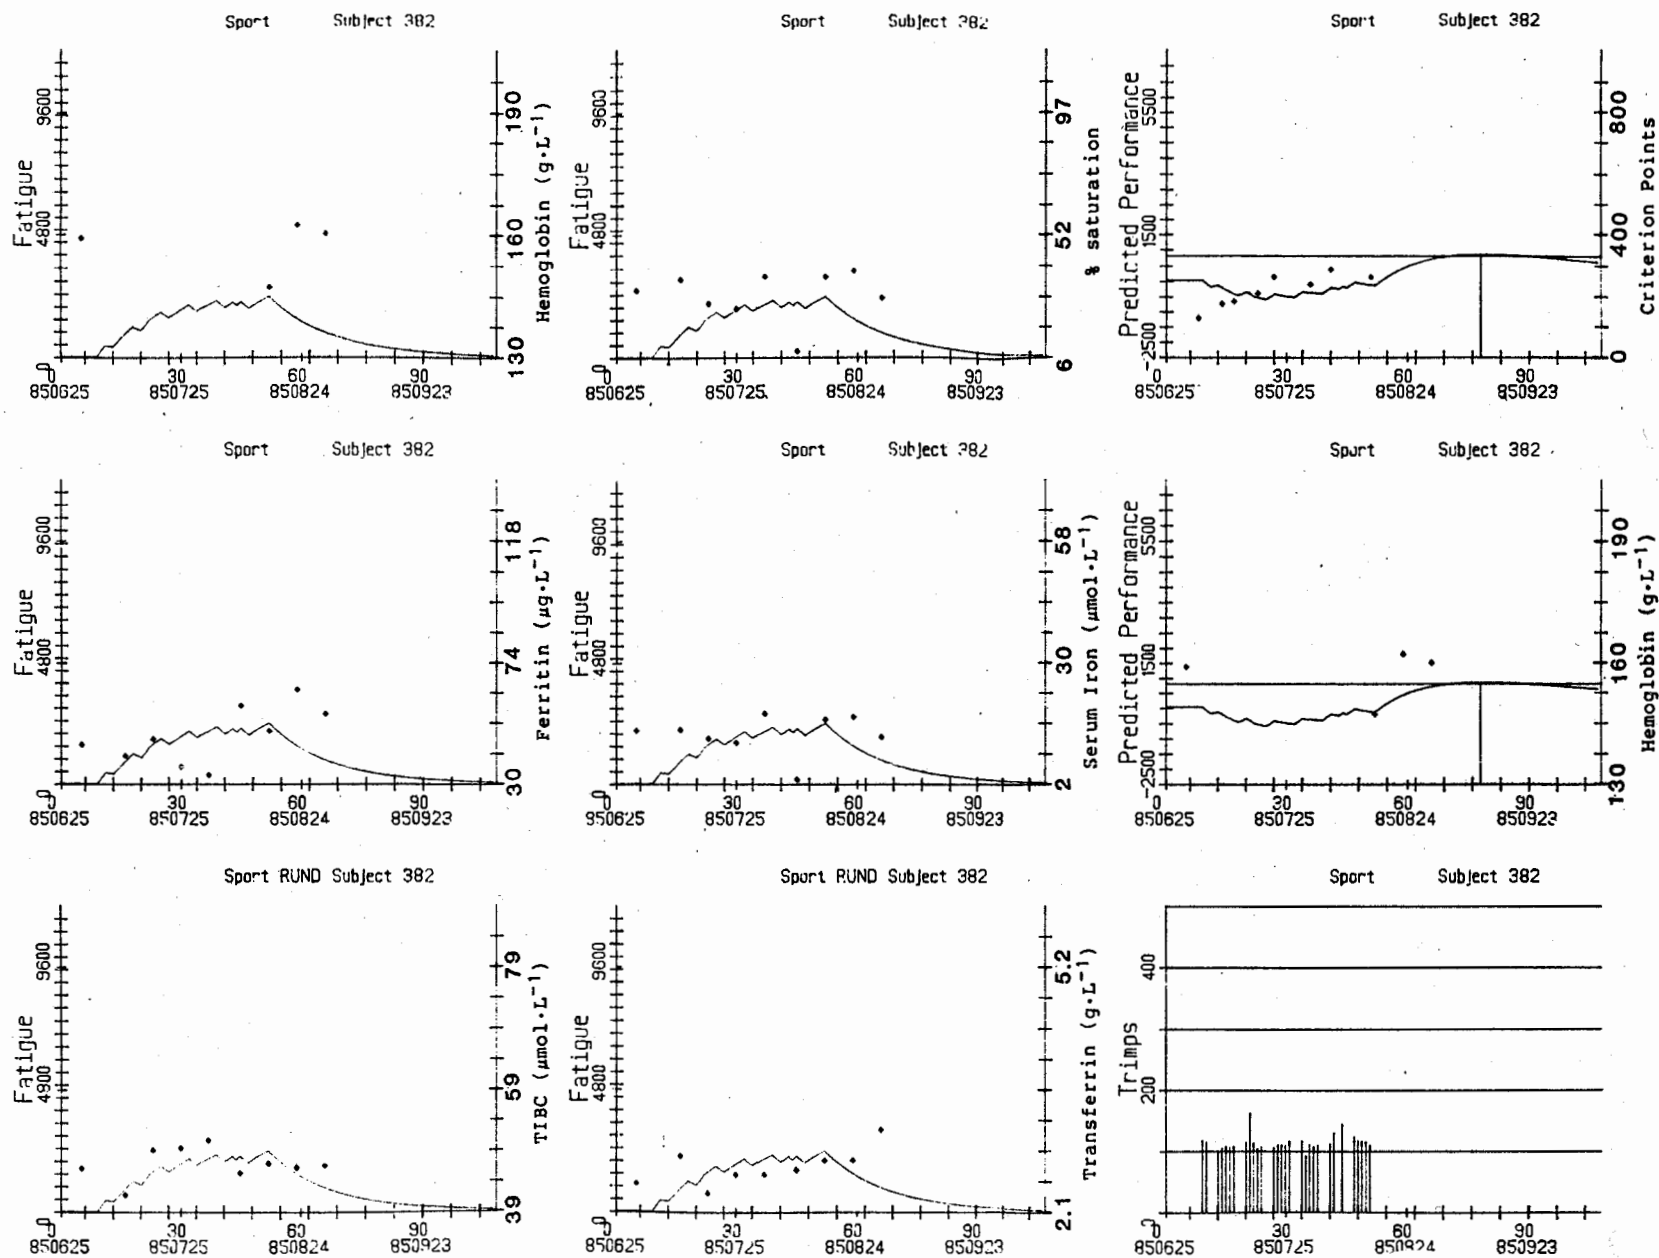 Sport Subject 382
Fatigue
9600
4800
0
190
160
130
Hemoglobin (g·L⁻¹)
0 30 60 90
850625 850725 850824 850923
Sport Subject 382
Fatigue
9600
4800
0
97
52
6
% saturation
30 60 90
850625 850725 850824 850923
Sport Subject 382
Predicted Performance
5500
1500
-2500
800
400
0
Criterion Points
0 30 60 90
850625 850725 850824 850923
Sport Subject 382
Fatigue
9600
4800
0
118
74
30
Ferritin (µg·L⁻¹)
30 60 90
850625 850725 850824 850923
Sport Subject 382
Fatigue
9600
4800
0
58
30
2
Serum Iron (µmol·L⁻¹)
30 60 90
850625 850725 850824 850923
Sport Subject 382
Predicted Performance
5500
1500
-2500
190
160
130
Hemoglobin (g·L⁻¹)
0 30 60 90
850625 850725 850824 850923
Sport RUND Subject 382
Fatigue
9600
4900
0
79
59
39
TIBC (µmol·L⁻¹)
30 60 90
850625 850725 850824 850923
Sport RUND Subject 382
Fatigue
9600
4800
0
5.2
2.1
Transferrin (g·L⁻¹)
30 60 90
850625 850725 850824 850923
Sport Subject 382
Trimps
400
200
0
30 60 90
850625 850725 850824 850923